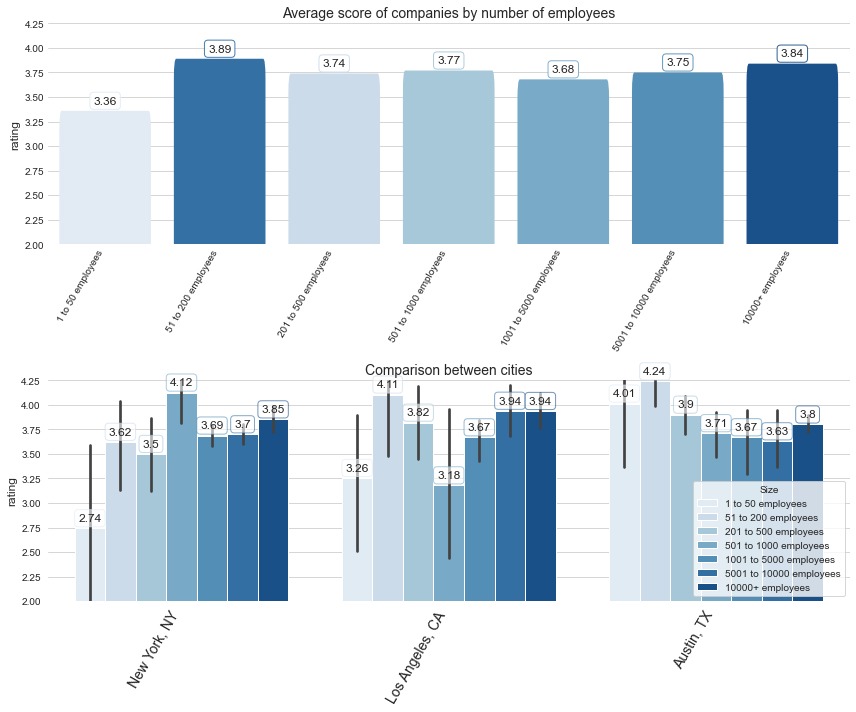 Average score of companies by number of employees
4.25
4.00
3.75
3.50
3.25
3.00
2.75
2.50
2.25
2.00
rating
3.36
3.89
3.74
3.77
3.68
3.75
3.84
1 to 50 employees
51 to 200 employees
201 to 500 employees
501 to 1000 employees
1001 to 5000 employees
5001 to 10000 employees
10000+ employees
Comparison between cities
4.25
4.00
3.75
3.50
3.25
3.00
2.75
2.50
2.25
2.00
rating
2.74
3.62
3.5
4.12
3.69
3.7
3.85
3.26
4.11
3.82
3.18
3.67
3.94
3.94
4.01
4.24
3.9
3.71
3.67
3.63
3.8
Size
1 to 50 employees
51 to 200 employees
201 to 500 employees
501 to 1000 employees
1001 to 5000 employees
5001 to 10000 employees
10000+ employees
New York, NY
Los Angeles, CA
Austin, TX